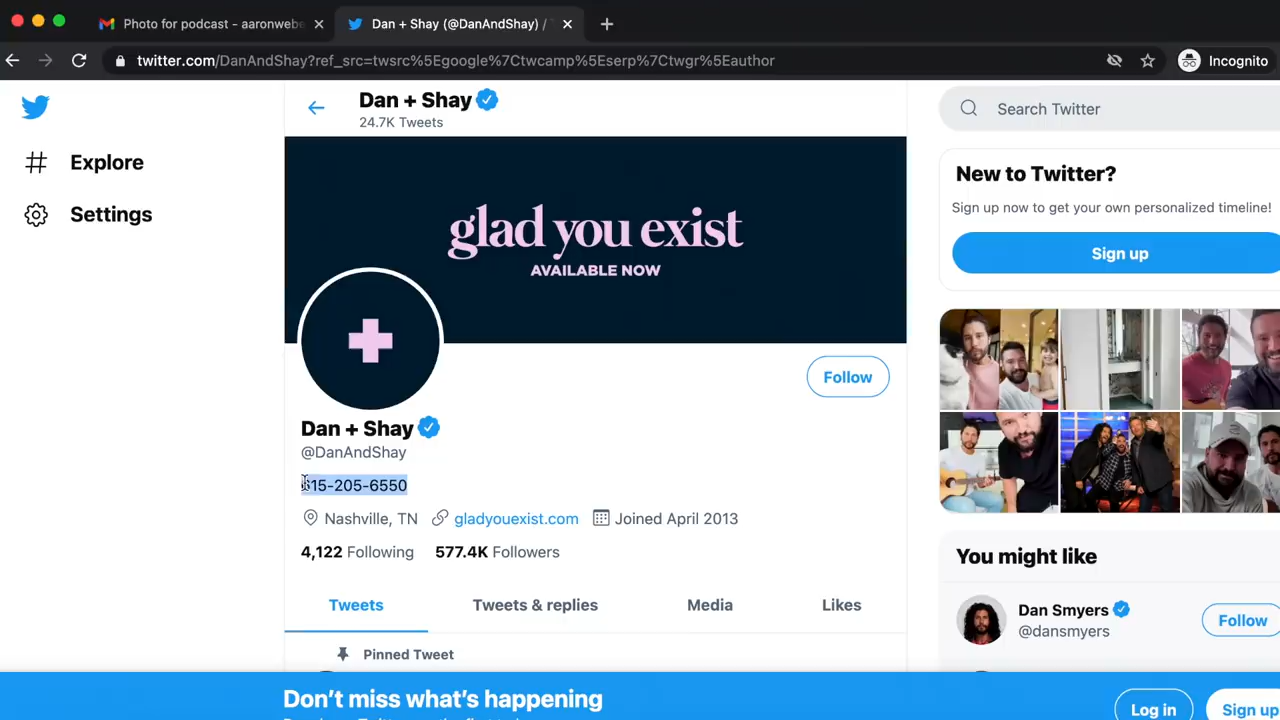 Photo for podcast - aaronwebe
Dan + Shay (@DanAndShay) /
twitter.com/DanAndShay?ref_src=twsrc%5Egoogle%7Ctwcamp%5Eserp%7Ctwgr%5Eauthor
Incognito
Dan + Shay
24.7K Tweets
Search Twitter
Explore
Settings
glad you exist
AVAILABLE NOW
New to Twitter?
Sign up now to get your own personalized timeline!
Sign up
Follow
Dan + Shay
@DanAndShay
615-205-6550
Nashville, TN gladyouexist.com Joined April 2013
4,122 Following 577.4K Followers
Tweets Tweets & replies Media Likes
Pinned Tweet
You might like
Dan Smyers
@dansmyers
Follow
Don’t miss what’s happening
Log in
Sign up